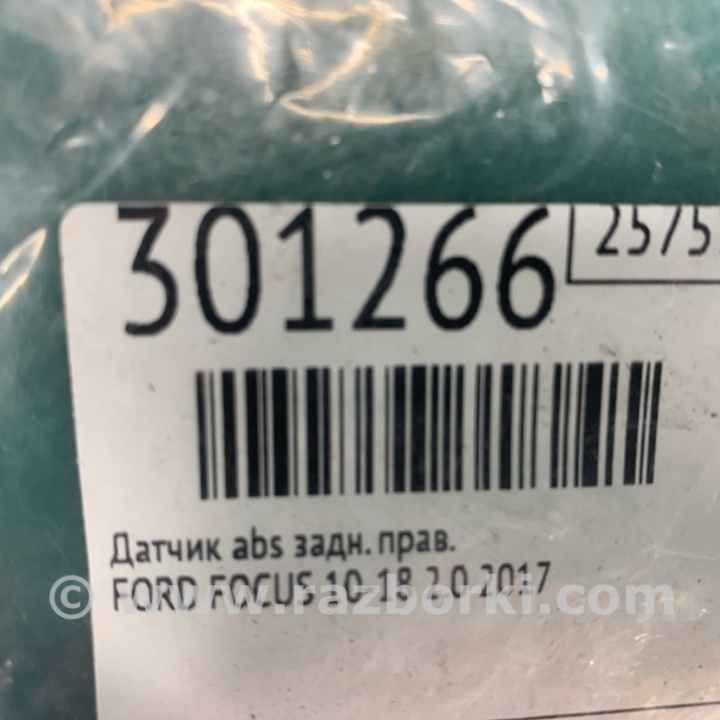 301266
2575
Датчик abs задн. прав.
FORD FOCUS 10-18 2.0 2017
© www.razborki.com